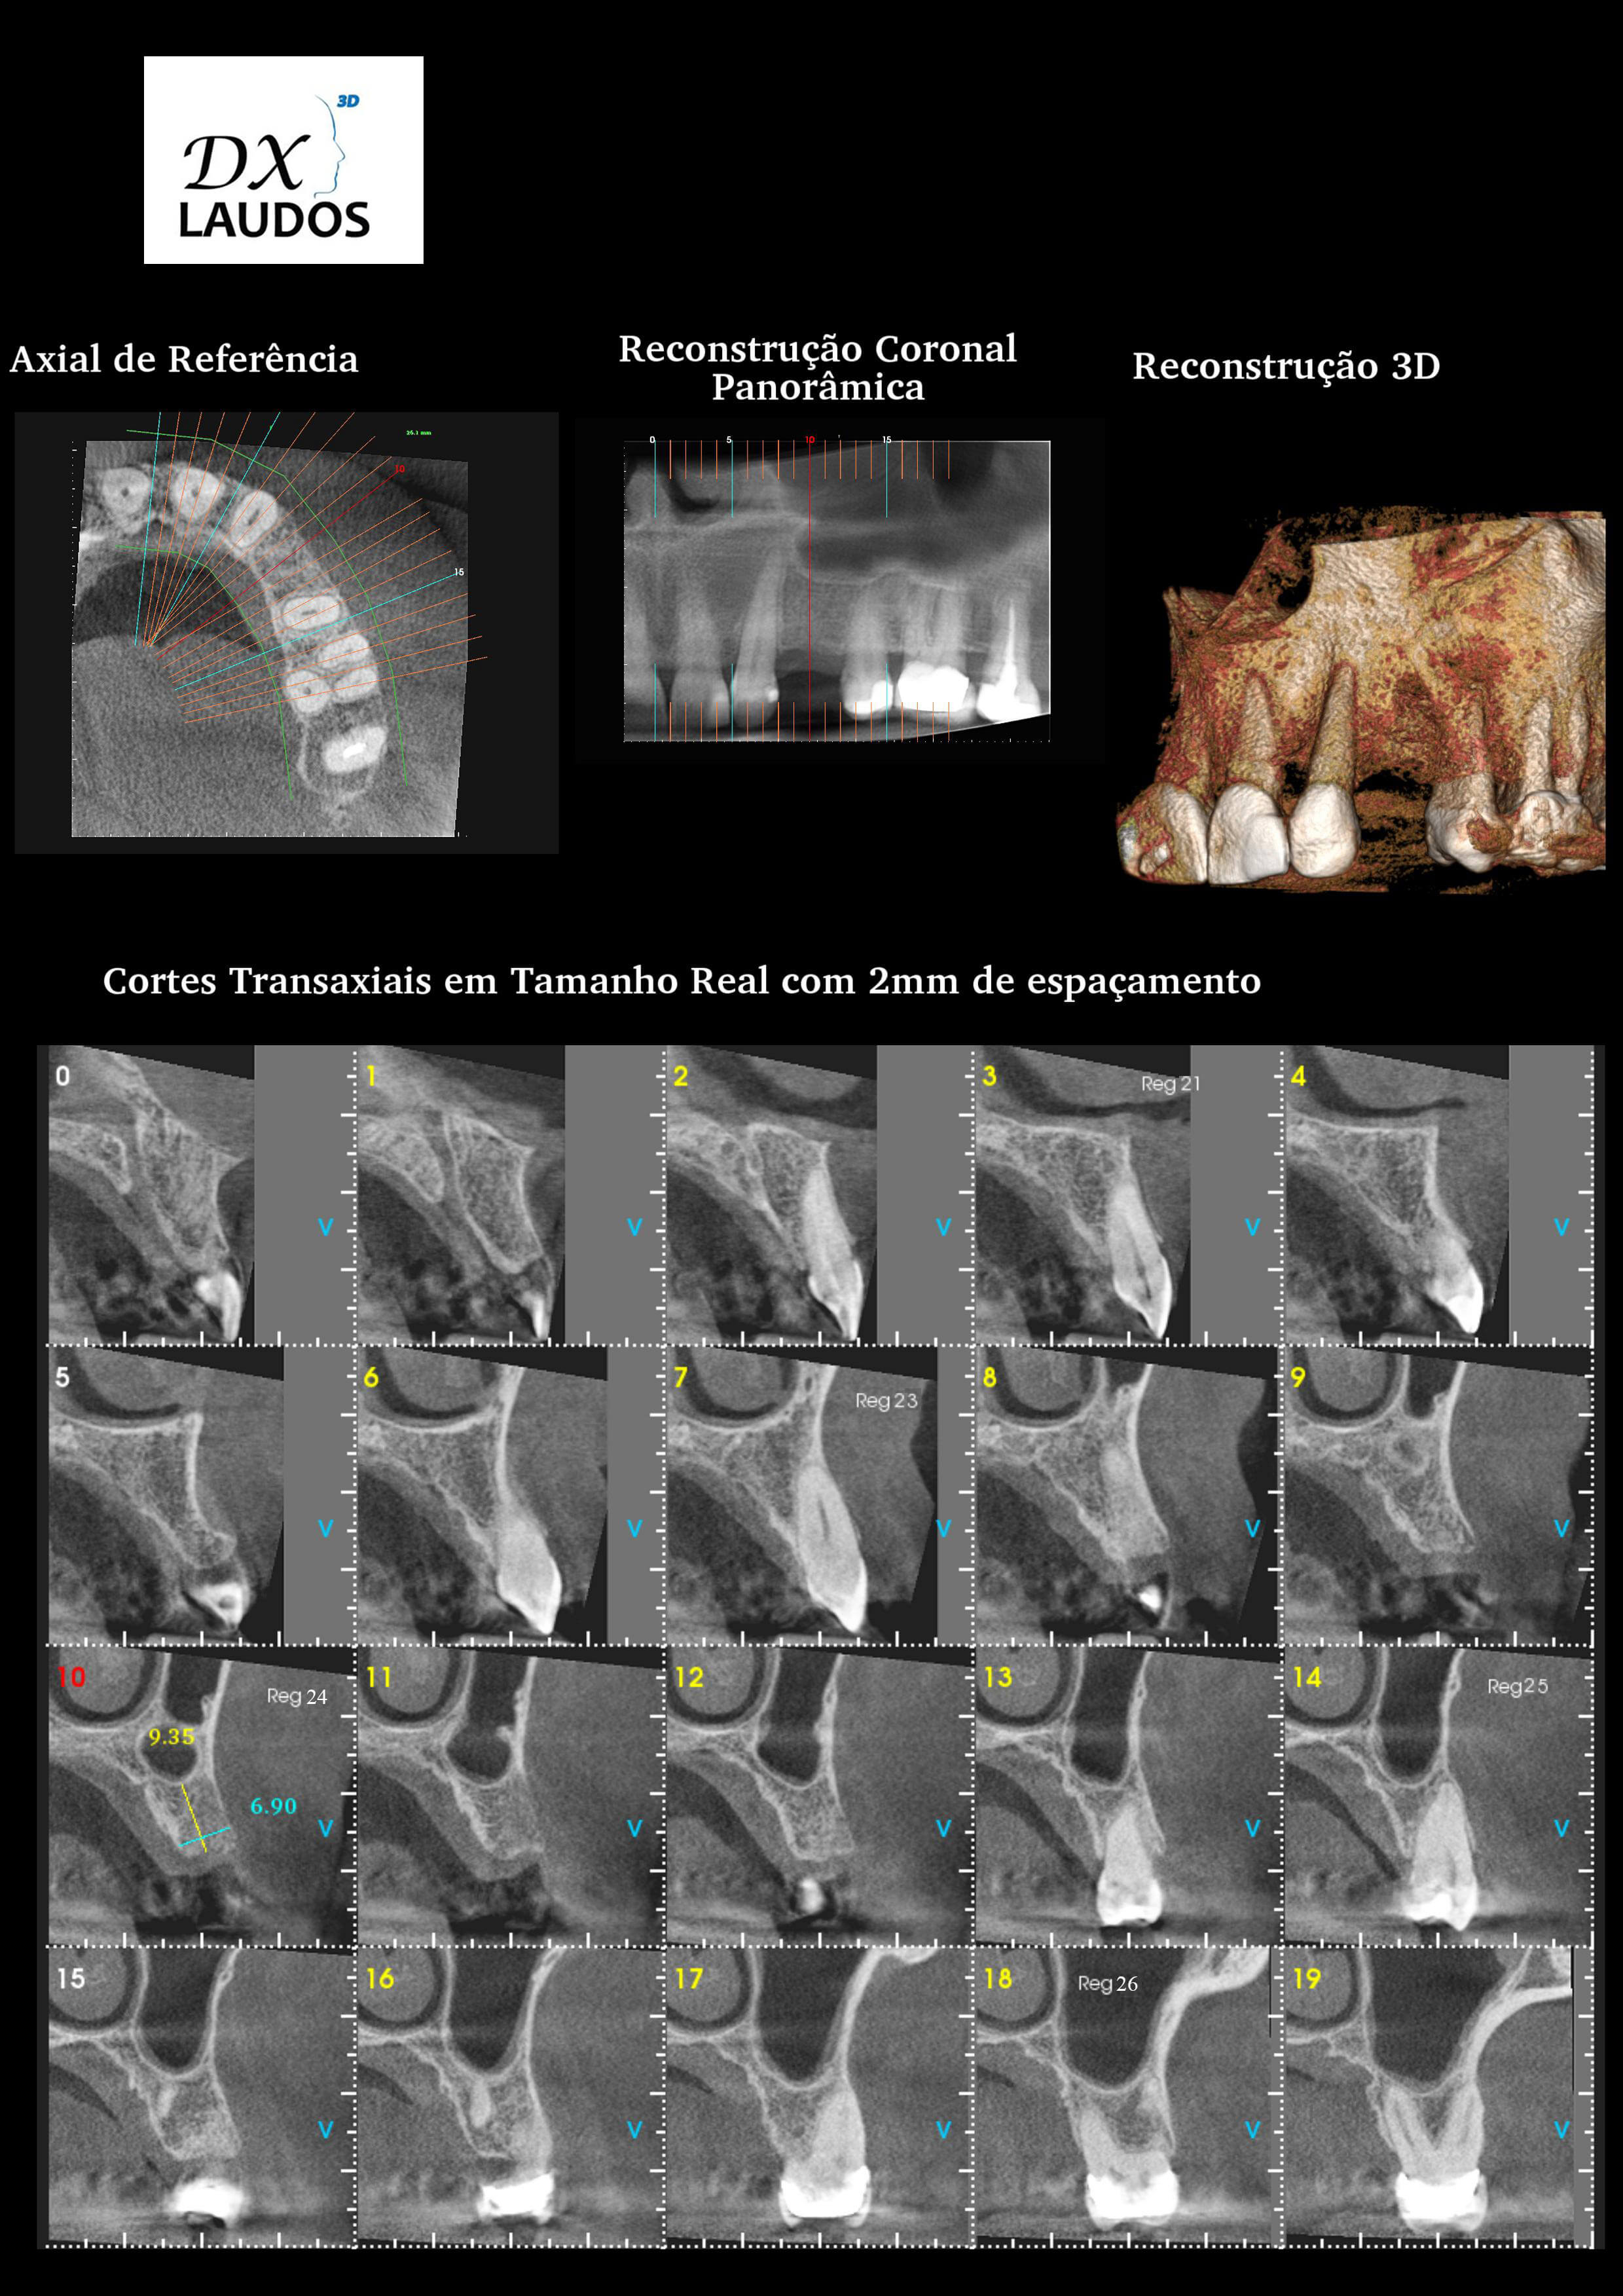 3D
DX
LAUDOS
Axial de Referência
Reconstrução Coronal
Panorâmica
Reconstrução 3D
10
15
0 5 10 15
Cortes Transaxiais em Tamanho Real com 2mm de espaçamento
0 V
1 V
2 V
3 Reg 21 V
4 V
5 V
6 V
7 Reg 23 V
8 V
9 V
10 Reg 24 9.35 6.90 V
11 V
12 V
13 V
14 Reg25 V
15 V
16 V
17 V
18 Reg 26 V
19 V